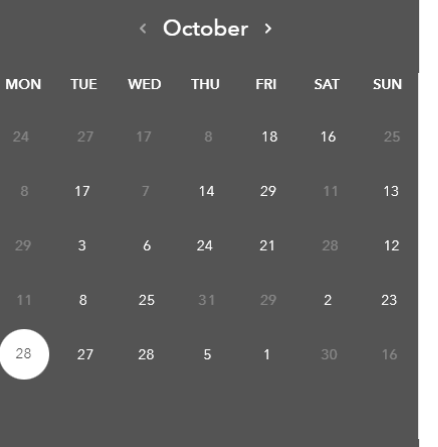 ‹ October ›
MON TUE WED THU FRI SAT SUN
24 27 17 8 18 16 25
8 17 7 14 29 11 13
29 3 6 24 21 28 12
11 8 25 31 29 2 23
28 27 28 5 1 30 16